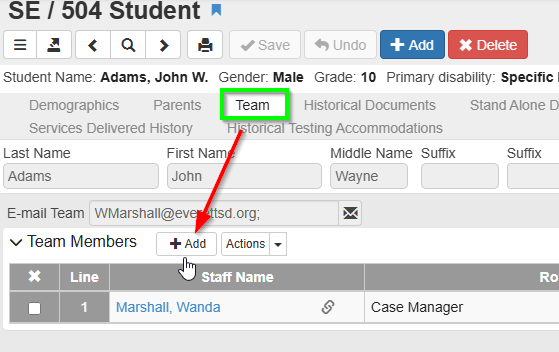 SE / 504 Student
Save Undo Add Delete
Student Name: Adams, John W. Gender: Male Grade: 10 Primary disability: Specific
Demographics Parents Team Historical Documents Stand Alone D
Services Delivered History Historical Testing Accommodations
Last Name First Name Middle Name Suffix Suffix
Adams John Wayne
E-mail Team WMarshall@everettsd.org;
Team Members + Add Actions
Line Staff Name Ro
1 Marshall, Wanda Case Manager